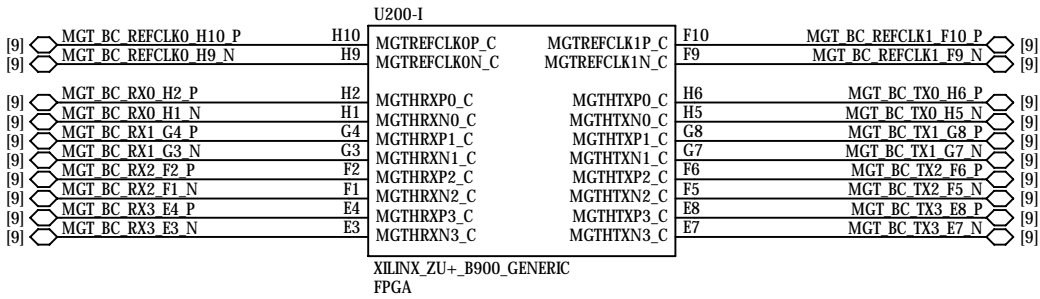 U200-I
[9] MGT_BC_REFCLK0_H10_P H10 MGTREFCLK0P_C MGTREFCLK1P_C F10 MGT_BC_REFCLK1_F10_P [9]
[9] MGT_BC_REFCLK0_H9_N H9 MGTREFCLK0N_C MGTREFCLK1N_C F9 MGT_BC_REFCLK1_F9_N [9]
[9] MGT_BC_RX0_H2_P H2 MGTHRXP0_C MGTHTXP0_C H6 MGT_BC_TX0_H6_P [9]
[9] MGT_BC_RX0_H1_N H1 MGTHRXN0_C MGTHTXN0_C H5 MGT_BC_TX0_H5_N [9]
[9] MGT_BC_RX1_G4_P G4 MGTHRXP1_C MGTHTXP1_C G8 MGT_BC_TX1_G8_P [9]
[9] MGT_BC_RX1_G3_N G3 MGTHRXN1_C MGTHTXN1_C G7 MGT_BC_TX1_G7_N [9]
[9] MGT_BC_RX2_F2_P F2 MGTHRXP2_C MGTHTXP2_C F6 MGT_BC_TX2_F6_P [9]
[9] MGT_BC_RX2_F1_N F1 MGTHRXN2_C MGTHTXN2_C F5 MGT_BC_TX2_F5_N [9]
[9] MGT_BC_RX3_E4_P E4 MGTHRXP3_C MGTHTXP3_C E8 MGT_BC_TX3_E8_P [9]
[9] MGT_BC_RX3_E3_N E3 MGTHRXN3_C MGTHTXN3_C E7 MGT_BC_TX3_E7_N [9]
XILINX_ZU+_B900_GENERIC
FPGA